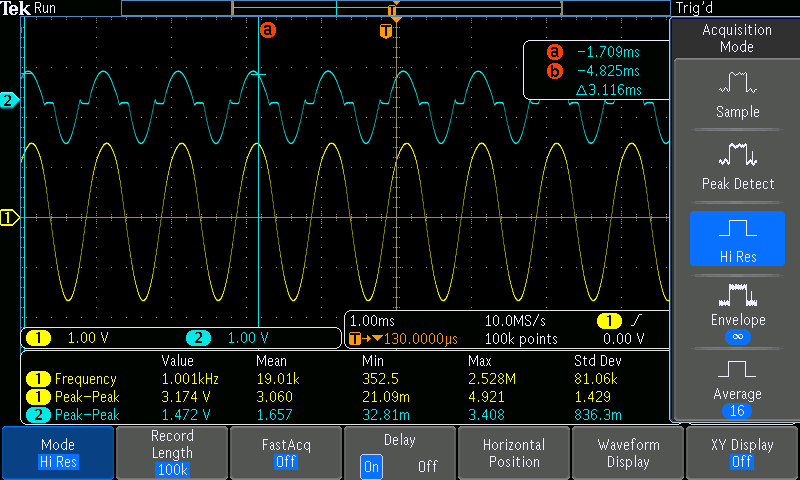 Tek Run Trig'd
a T T
Acquisition
Mode
a −1.709ms
b −4.825ms
Δ3.116ms
Sample
2
Peak Detect
1
Hi Res
1 1.00 V 2 1.00 V
1.00ms 10.0MS/s 1
T→▼130.0000µs 100k points 0.00 V
Envelope
∞
Value Mean Min Max Std Dev
1 Frequency 1.001kHz 19.01k 352.5 2.528M 81.06k
1 Peak–Peak 3.174 V 3.060 21.09m 4.921 1.429
2 Peak–Peak 1.472 V 1.657 32.81m 3.408 836.3m
Average
16
Mode
Hi Res
Record
Length
100k
FastAcq
Off
Delay
On Off
Horizontal
Position
Waveform
Display
XY Display
Off